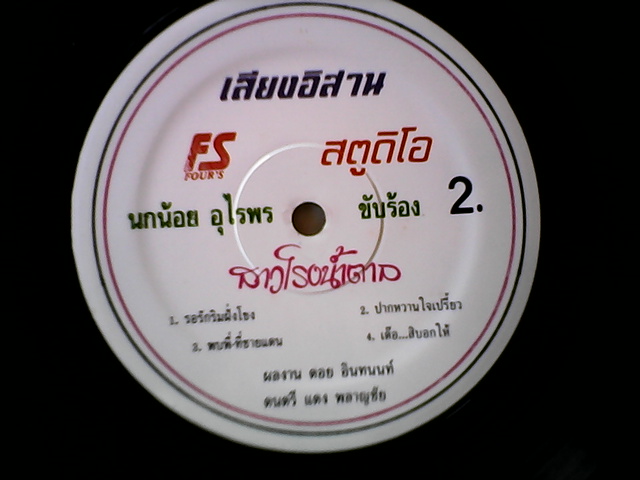 เสียงอิสาน
FS สตูดิโอ
FOUR'S
นกน้อย อุไรพร ขับร้อง 2.
สาวโรงน้ำตาล
1. รอรักริมฝั่งโขง 2. ปากหวานใจเปรี้ยว
3. พบพี่ที่ชายแดน 4. เด้อ...สิบอกให้
ผลงาน ดอย อินทนนท์
ดนตรี แดง พลาญชัย